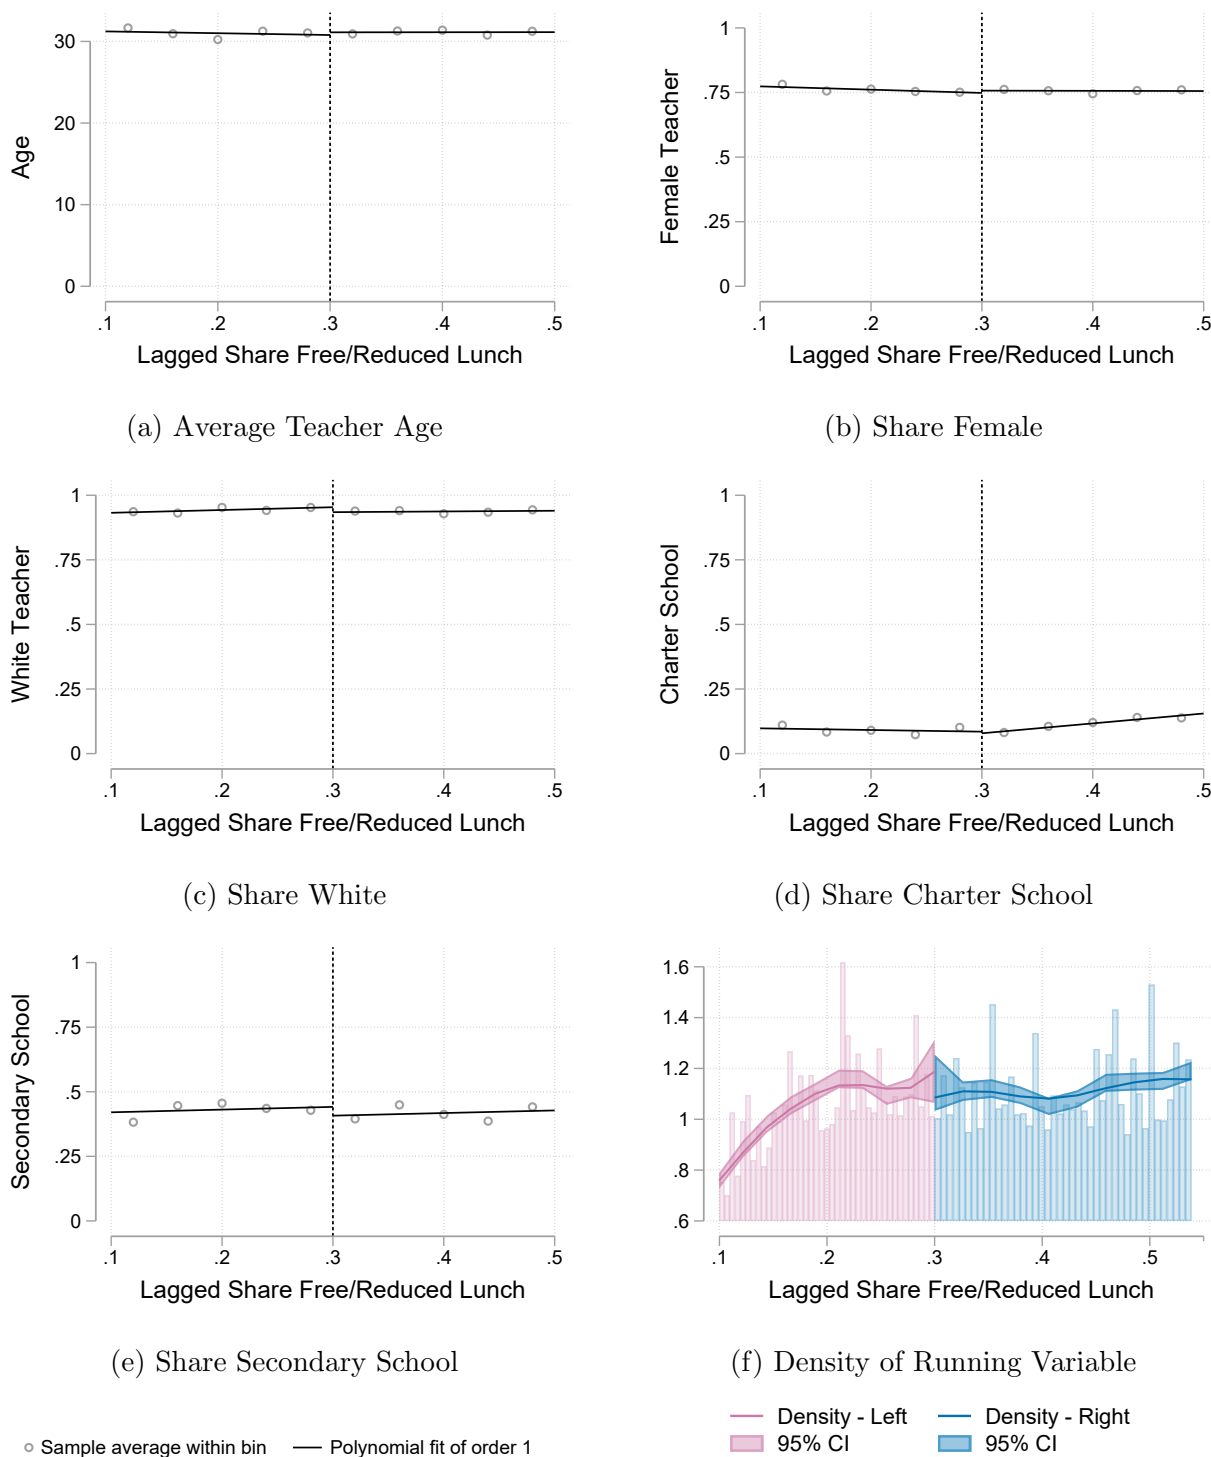 Age
30
20
10
0
.1 .2 .3 .4 .5
Lagged Share Free/Reduced Lunch
(a) Average Teacher Age
Female Teacher
1
.75
.5
.25
0
.1 .2 .3 .4 .5
Lagged Share Free/Reduced Lunch
(b) Share Female
White Teacher
1
.75
.5
.25
0
.1 .2 .3 .4 .5
Lagged Share Free/Reduced Lunch
(c) Share White
Charter School
1
.75
.5
.25
0
.1 .2 .3 .4 .5
Lagged Share Free/Reduced Lunch
(d) Share Charter School
Secondary School
1
.75
.5
.25
0
.1 .2 .3 .4 .5
Lagged Share Free/Reduced Lunch
(e) Share Secondary School
1.6
1.4
1.2
1
.8
.6
.1 .2 .3 .4 .5
Lagged Share Free/Reduced Lunch
(f) Density of Running Variable
Sample average within bin Polynomial fit of order 1
Density - Left Density - Right
95% CI 95% CI